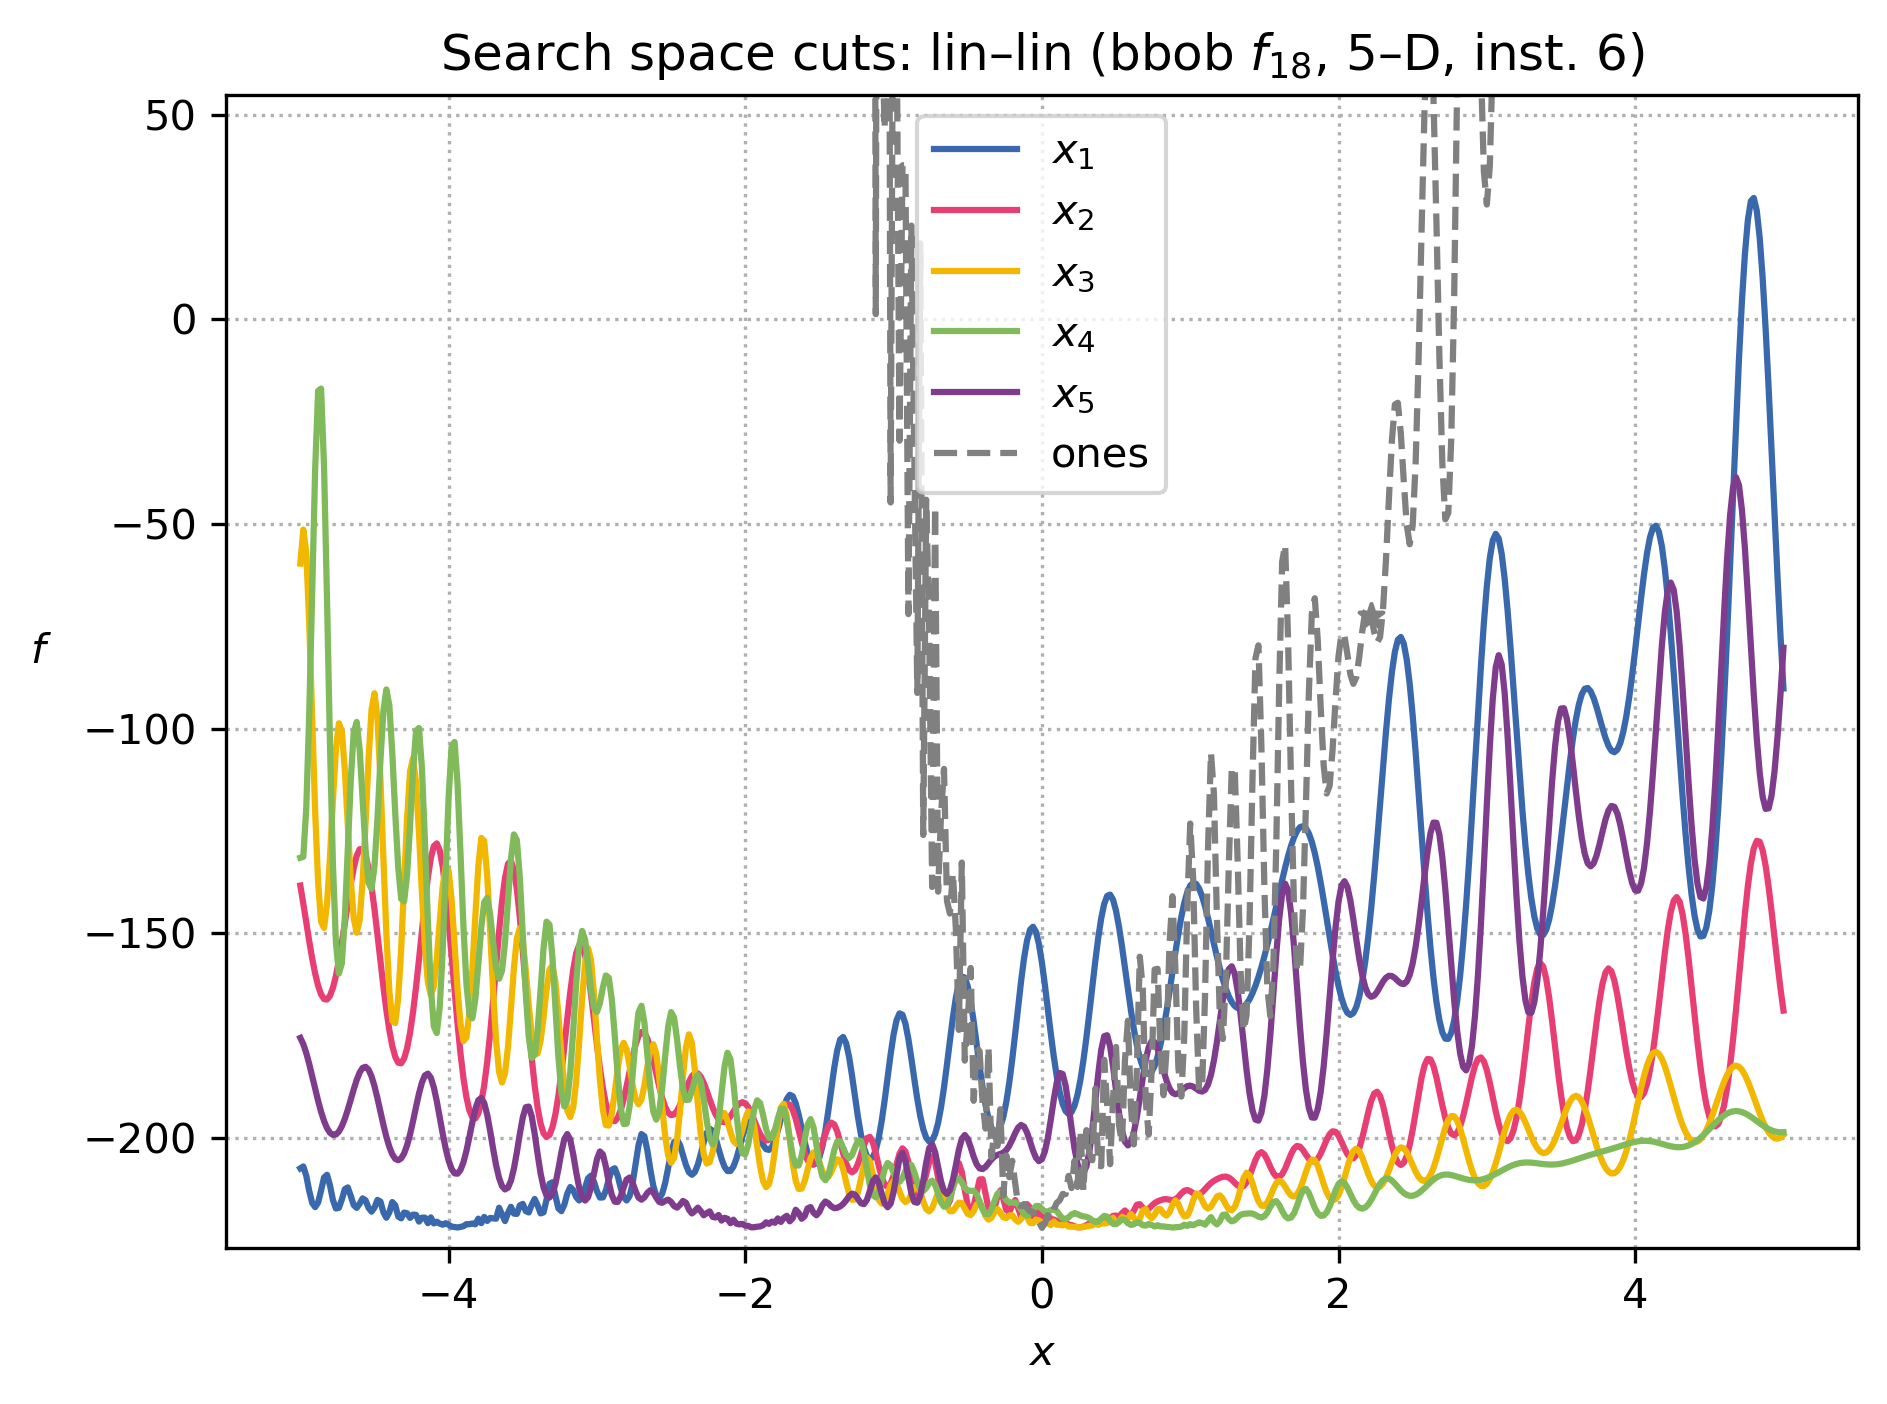 Search space cuts: lin–lin (bbob f₁₈, 5–D, inst. 6)
50
0
−50
−100
−150
−200
f
x₁
x₂
x₃
x₄
x₅
ones
−4 −2 0 2 4
x